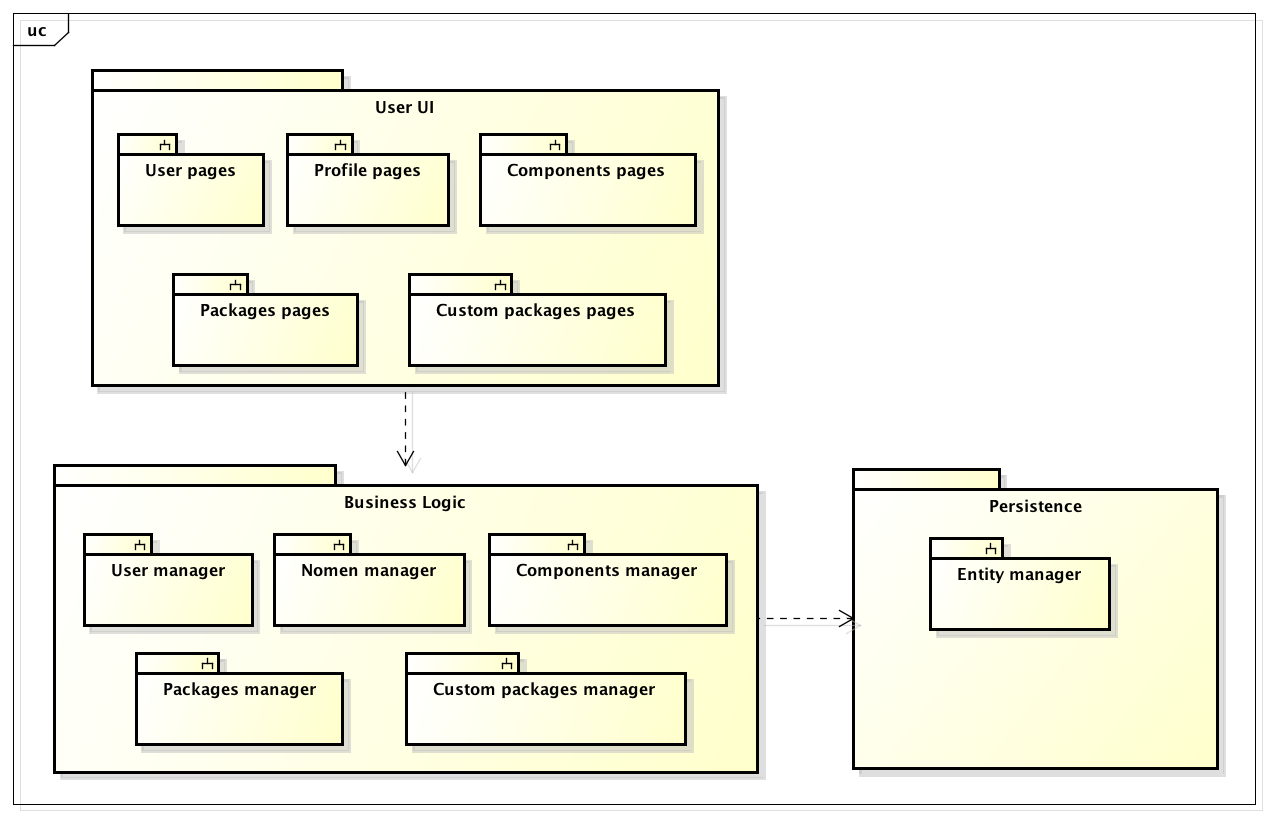 uc
User UI
User pages
Profile pages
Components pages
Packages pages
Custom packages pages
Business Logic
User manager
Nomen manager
Components manager
Packages manager
Custom packages manager
Persistence
Entity manager